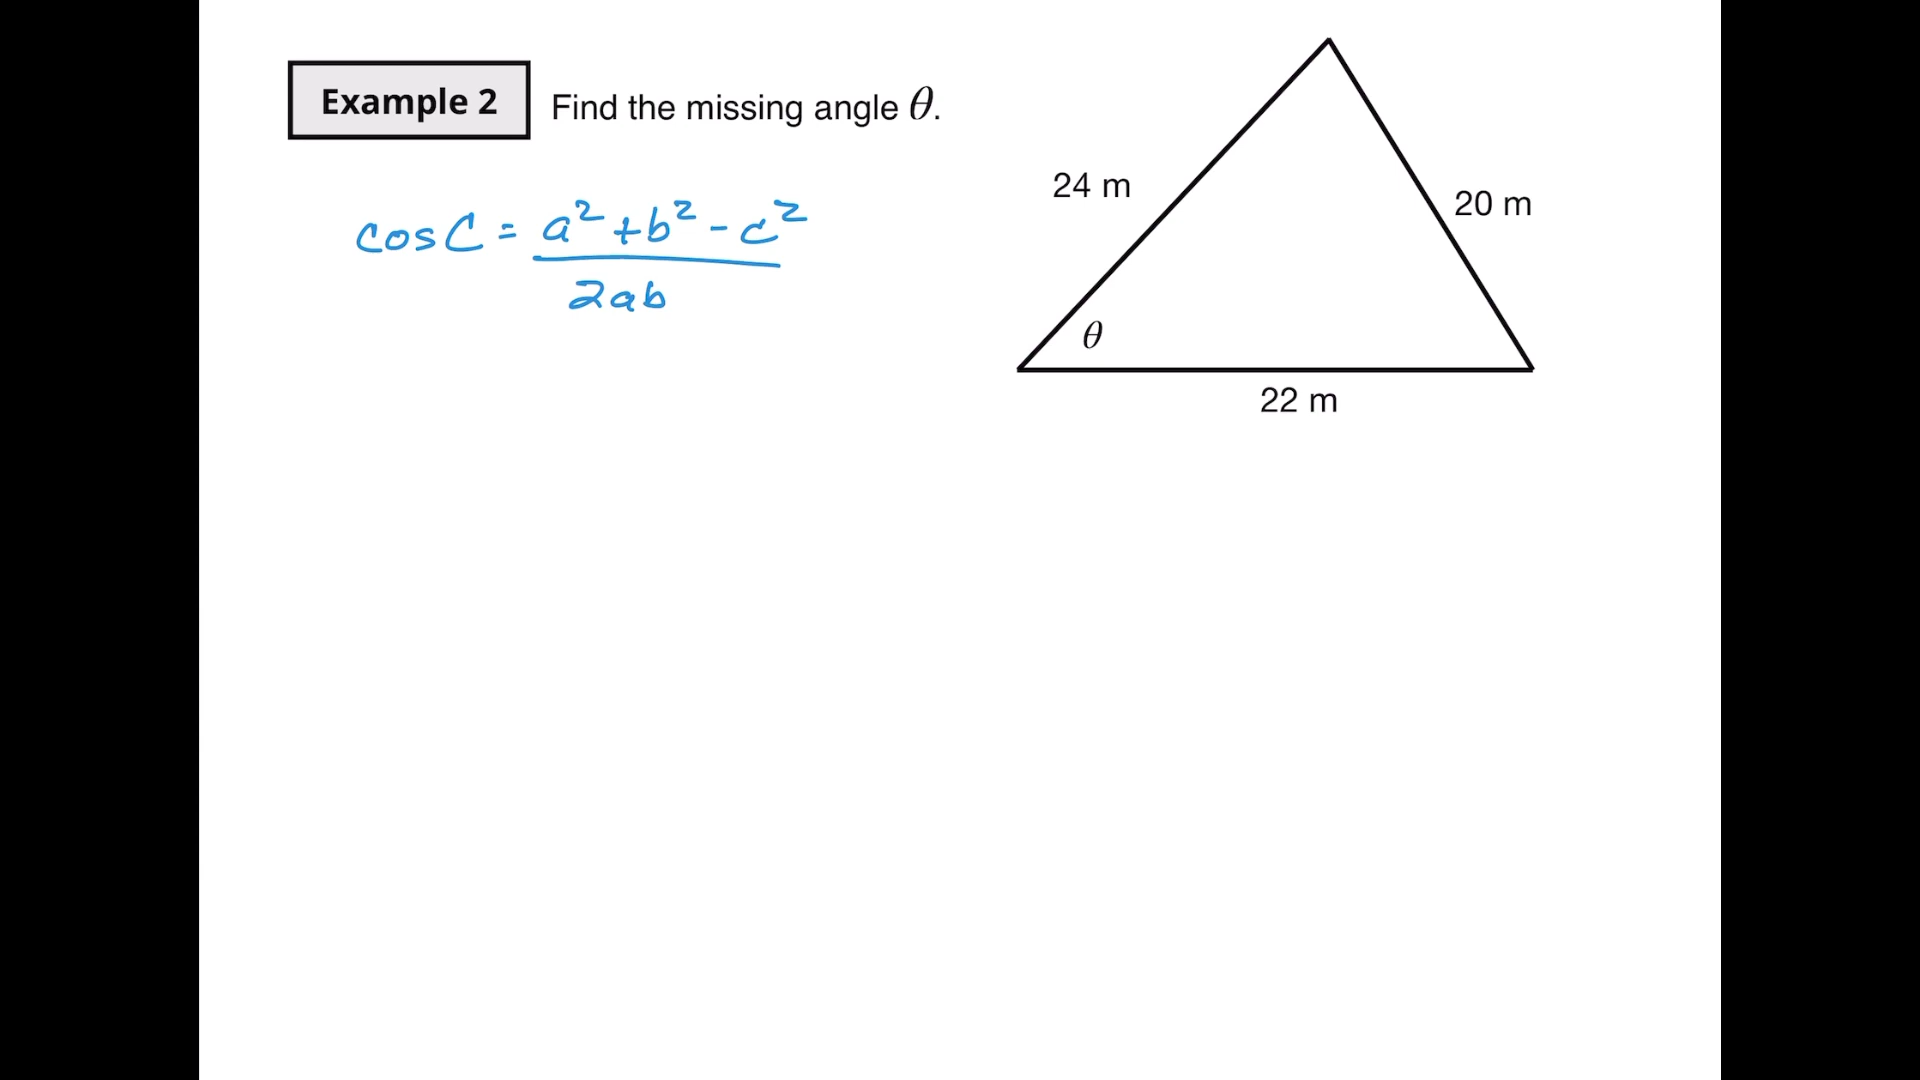 Example 2 Find the missing angle θ.
cos C = a² + b² - c²
2ab
24 m
20 m
θ
22 m